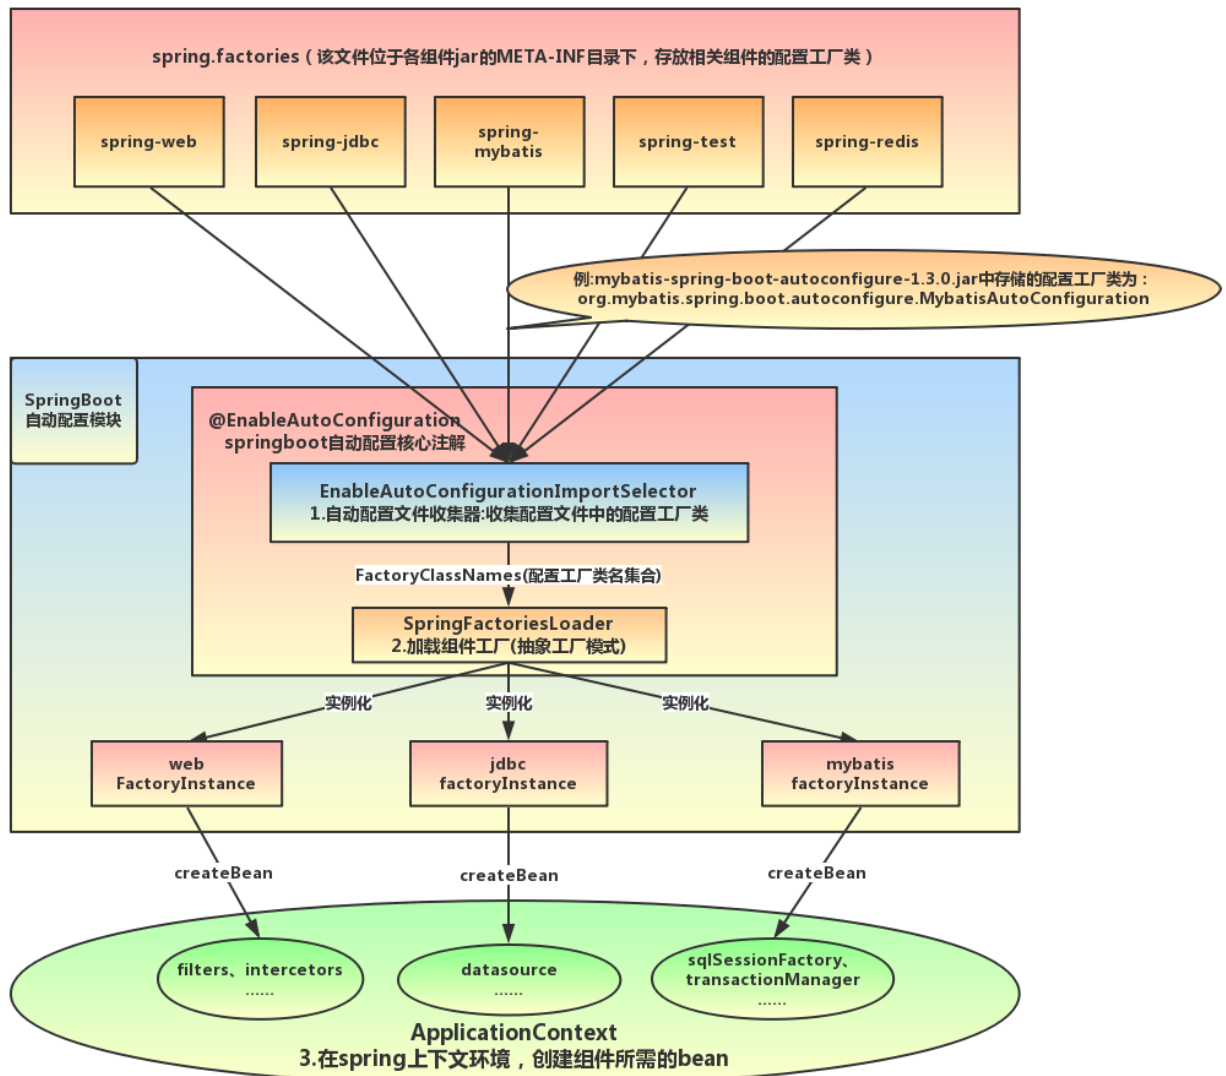 spring.factories（该文件位于各组件jar的META-INF目录下，存放相关组件的配置工厂类）
spring-web
spring-jdbc
spring-
mybatis
spring-test
spring-redis
例:mybatis-spring-boot-autoconfigure-1.3.0.jar中存储的配置工厂类为：
org.mybatis.spring.boot.autoconfigure.MybatisAutoConfiguration
SpringBoot
自动配置模块
@EnableAutoConfiguration
springboot自动配置核心注解
EnableAutoConfigurationImportSelector
1.自动配置文件收集器:收集配置文件中的配置工厂类
FactoryClassNames(配置工厂类名集合)
SpringFactoriesLoader
2.加载组件工厂(抽象工厂模式)
实例化
实例化
实例化
web
FactoryInstance
jdbc
factoryInstance
mybatis
factoryInstance
createBean
createBean
createBean
filters、intercetors
......
datasource
......
sqlSessionFactory、
transactionManager
......
ApplicationContext
3.在spring上下文环境，创建组件所需的bean